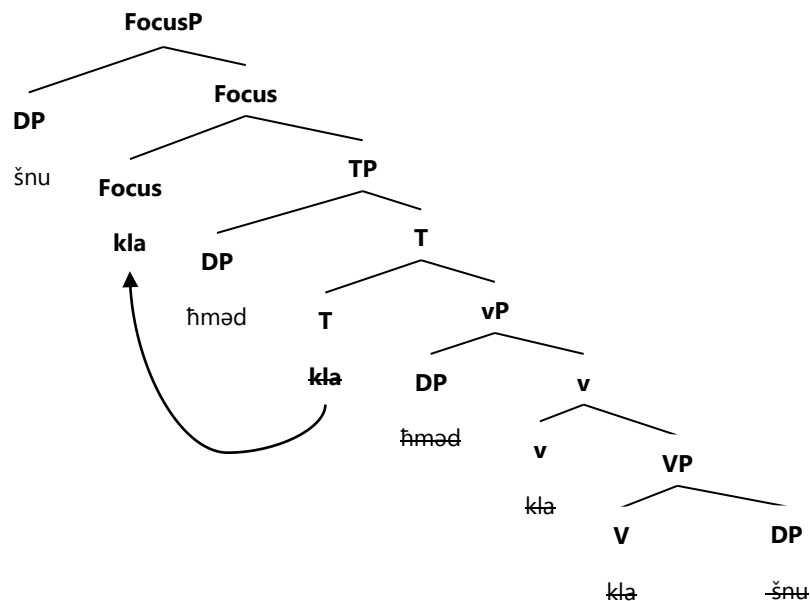 FocusP
DP
Focus
šnu
Focus
TP
kla
DP
T
ħməd
T
vP
kla
DP
v
ħməd
v
VP
kla
V
DP
kla
šnu